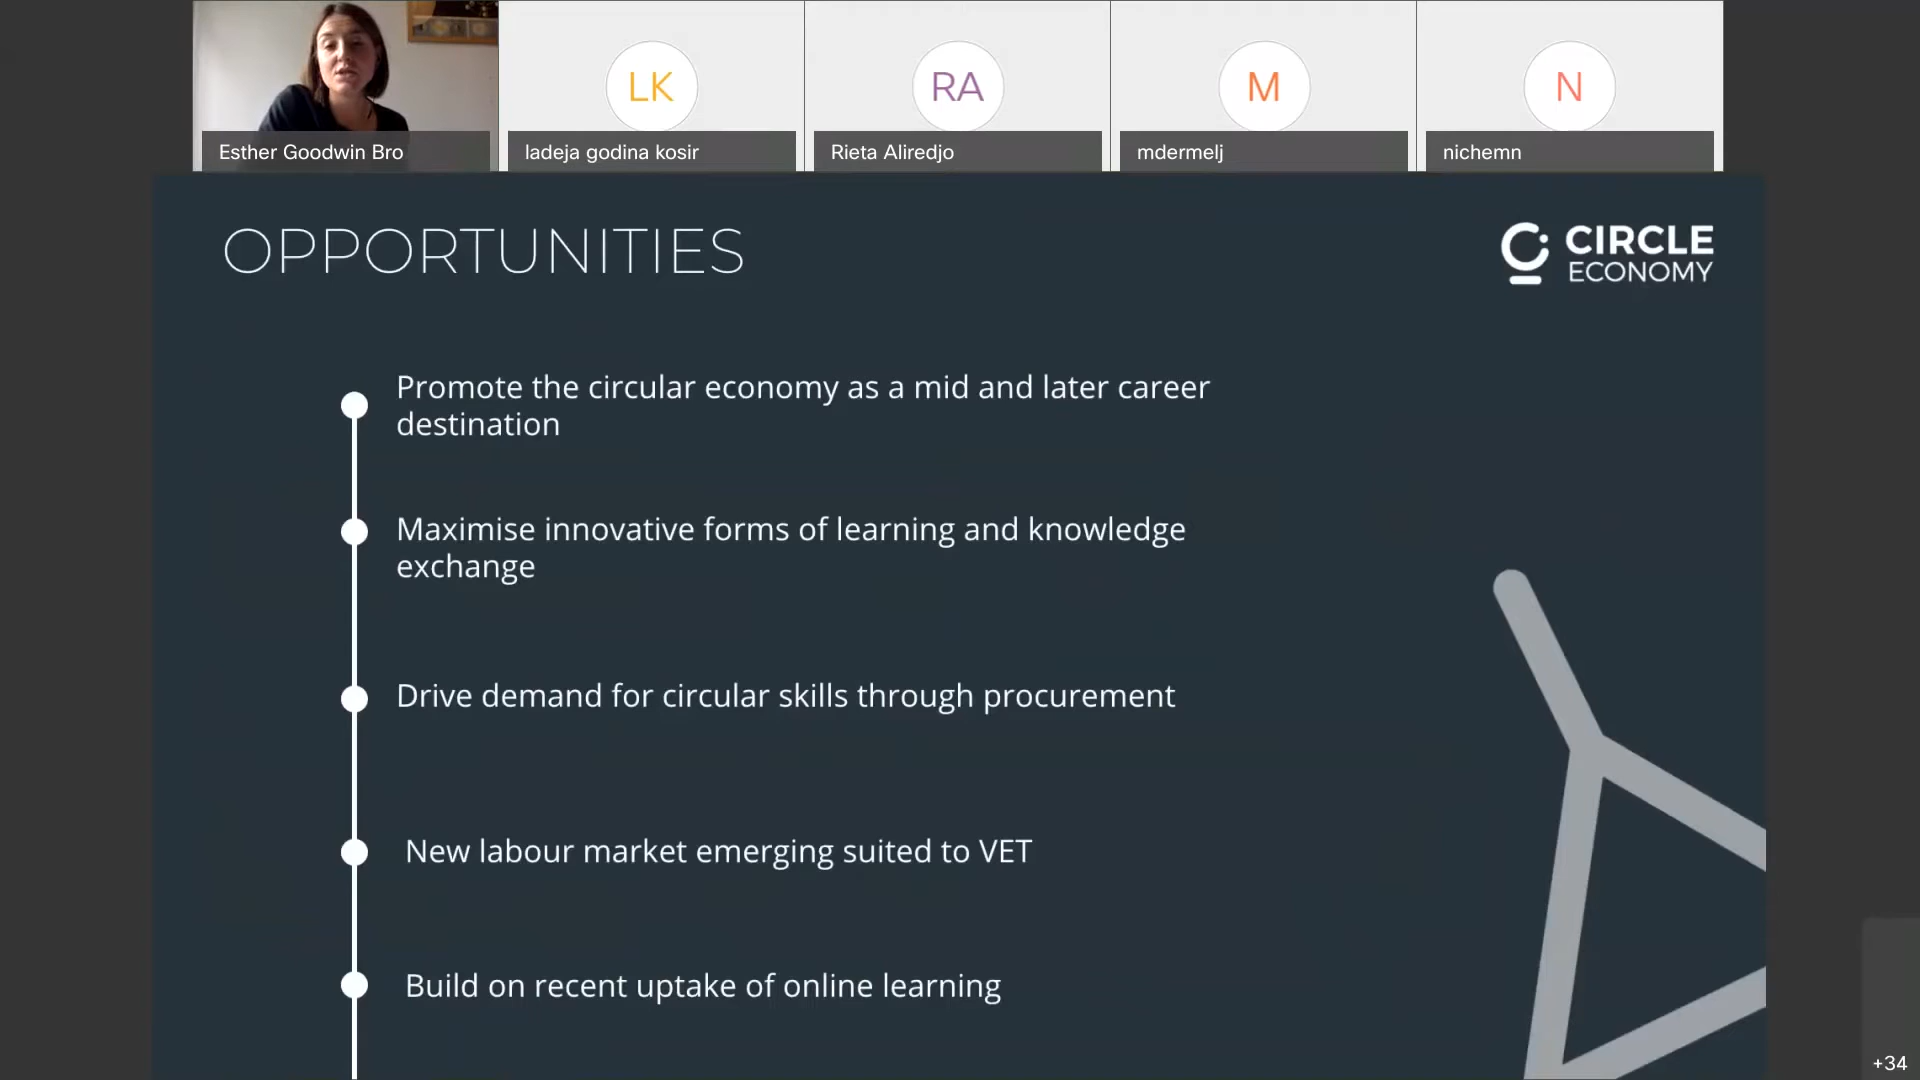 LK
RA
M
N
Esther Goodwin Bro
ladeja godina kosir
Rieta Aliredjo
mdermelj
nichemn
OPPORTUNITIES
CIRCLE
ECONOMY
Promote the circular economy as a mid and later career
destination
Maximise innovative forms of learning and knowledge
exchange
Drive demand for circular skills through procurement
New labour market emerging suited to VET
Build on recent uptake of online learning
+34